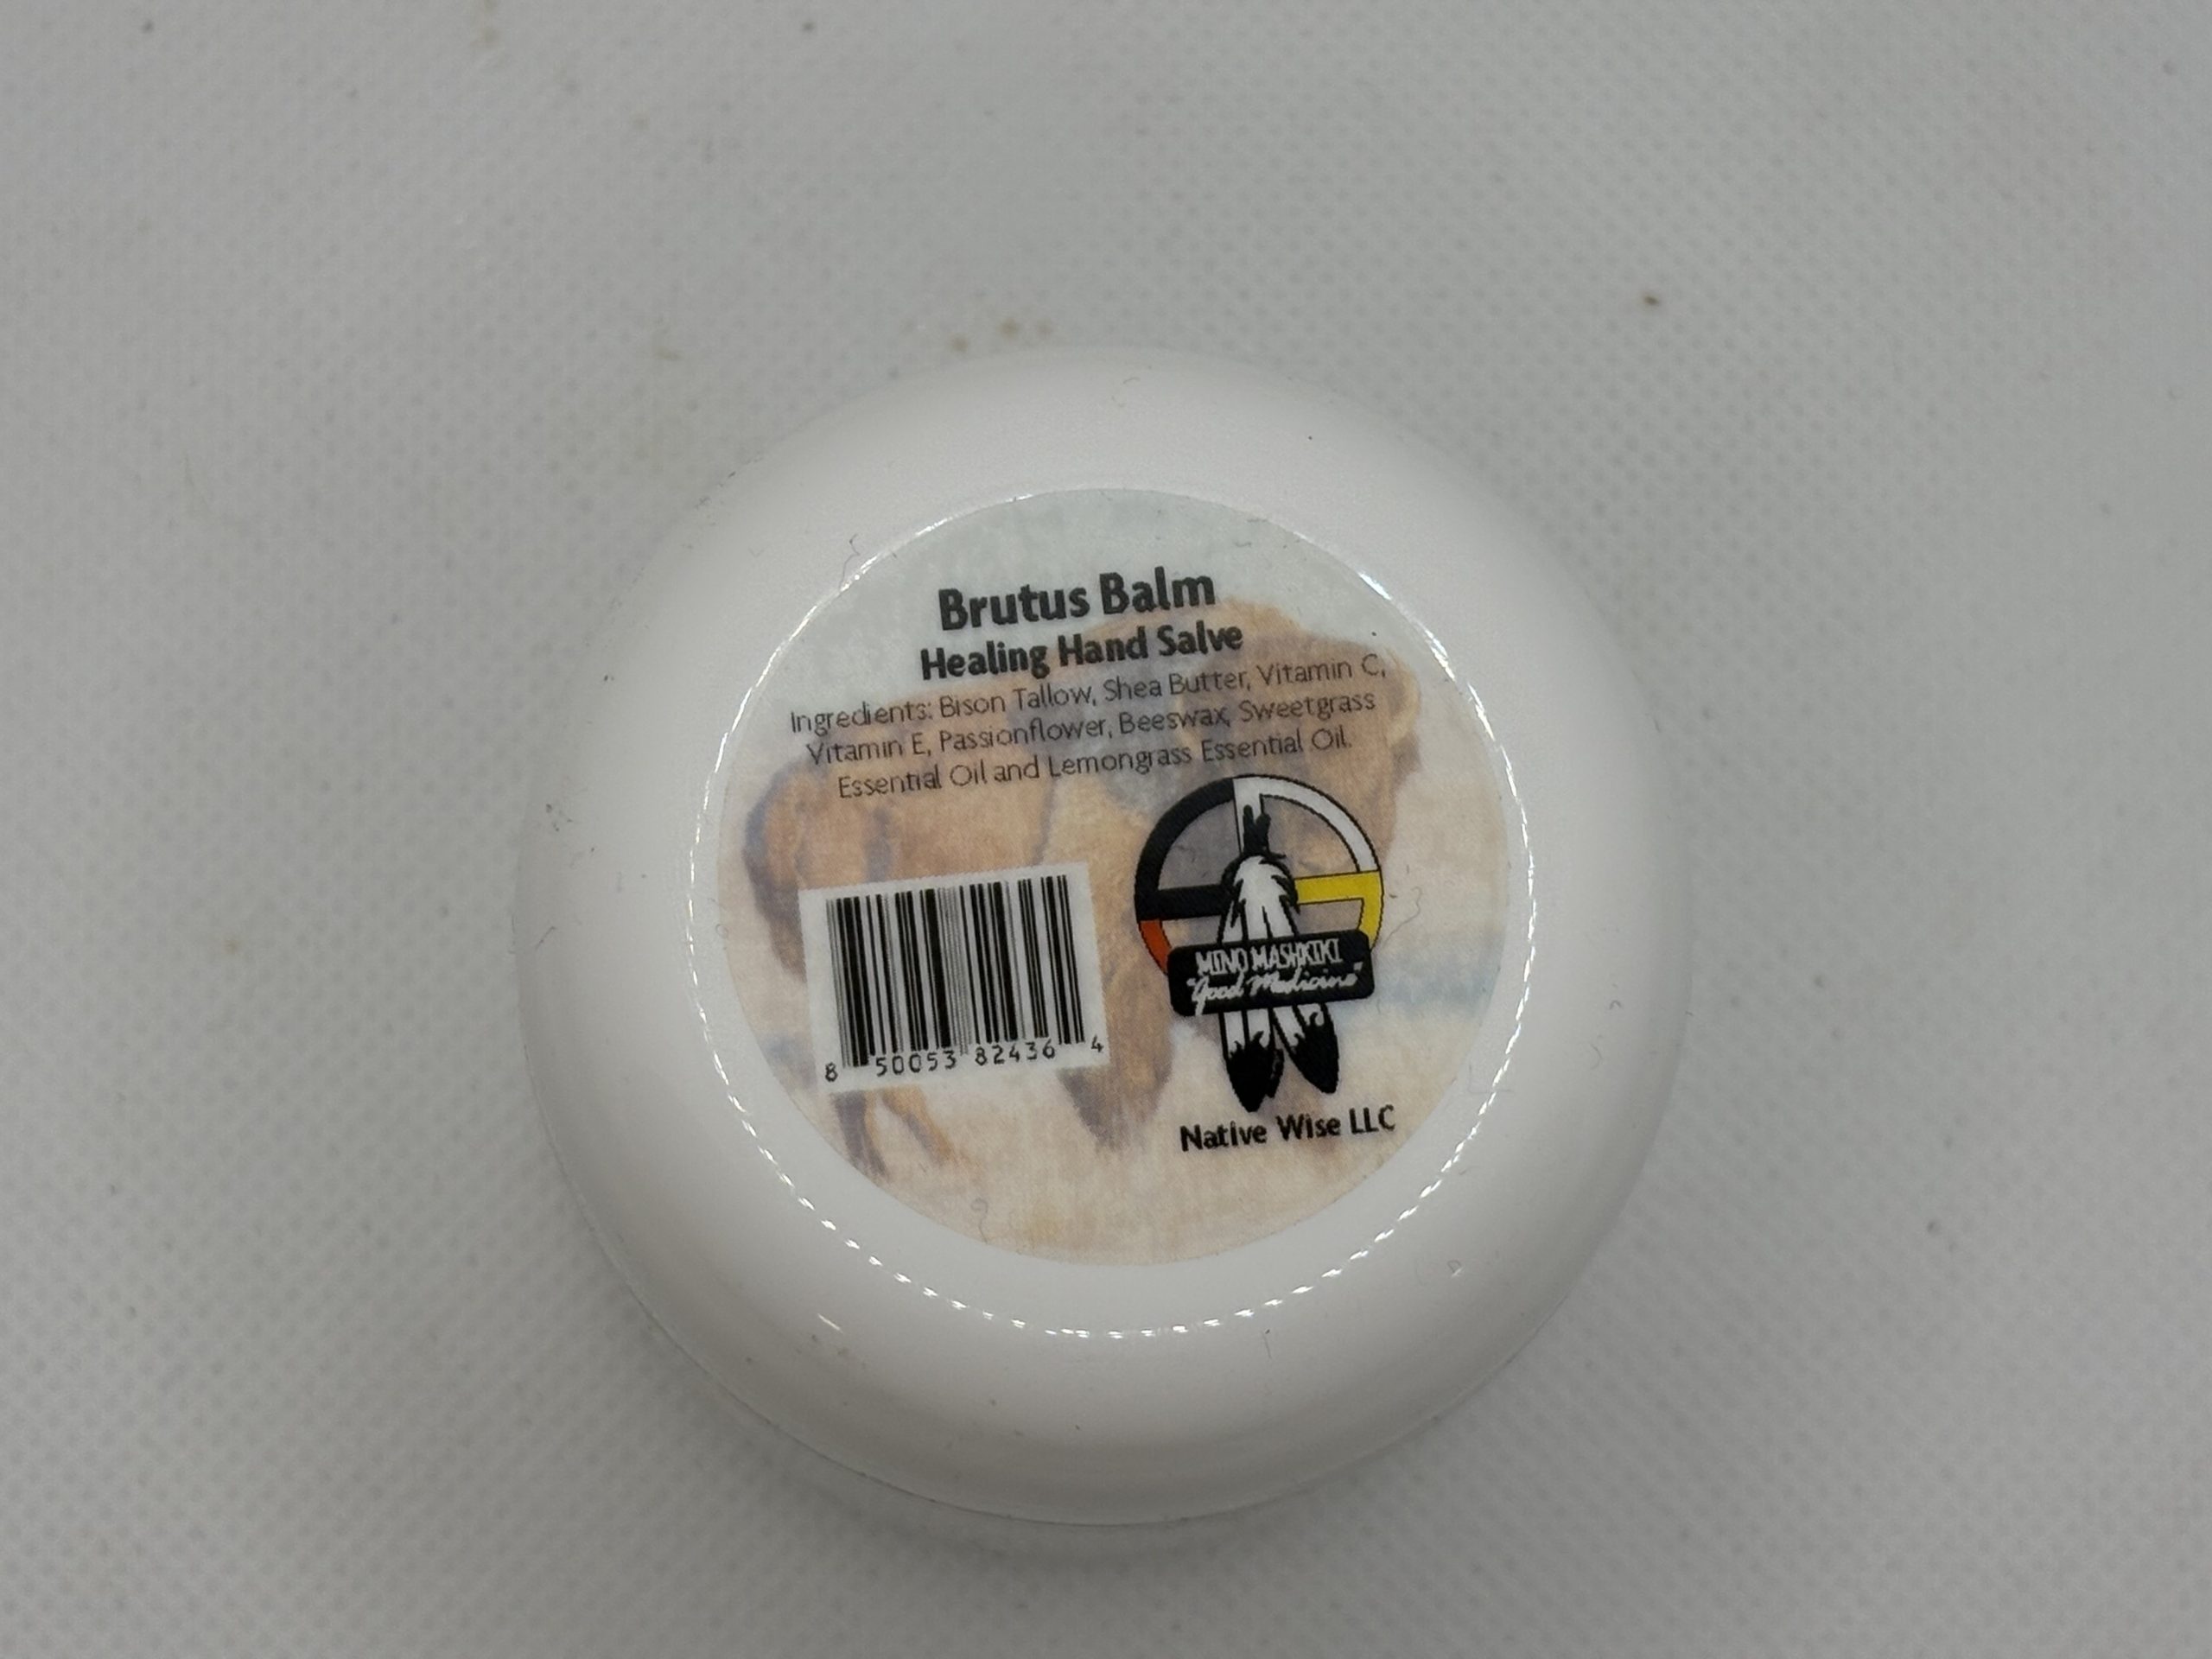 Brutus Balm
Healing Hand Salve
Ingredients: Bison Tallow, Shea Butter, Vitamin C,
Vitamin E, Passionflower, Beeswax, Sweetgrass
Essential Oil and Lemongrass Essential Oil.
MINO MASHKIKI
"Good Medicine"
8 50053 82436 4
Native Wise LLC